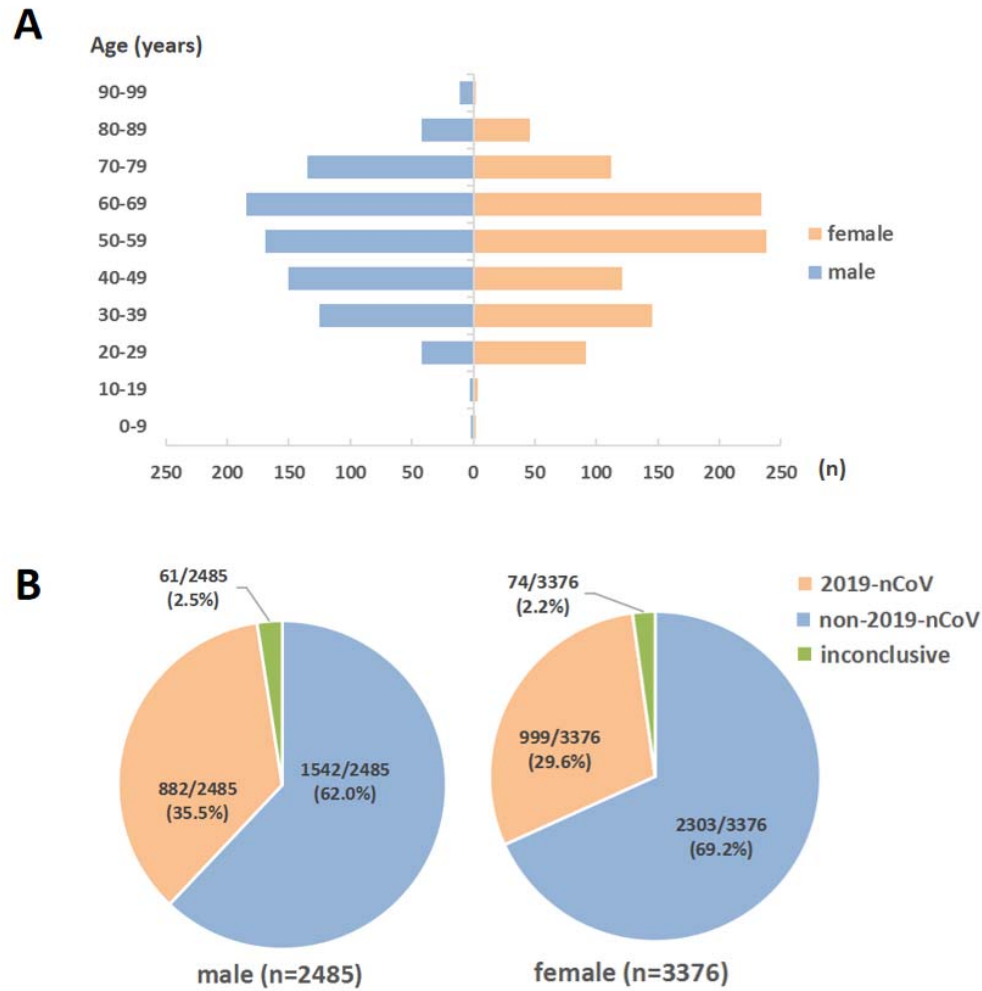 A
Age (years)
90-99
80-89
70-79
60-69
50-59
40-49
30-39
20-29
10-19
0-9
250 200 150 100 50 0 50 100 150 200 250 (n)
female
male
B
61/2485
(2.5%)
882/2485
(35.5%)
1542/2485
(62.0%)
male (n=2485)
74/3376
(2.2%)
999/3376
(29.6%)
2303/3376
(69.2%)
female (n=3376)
2019-nCoV
non-2019-nCoV
inconclusive